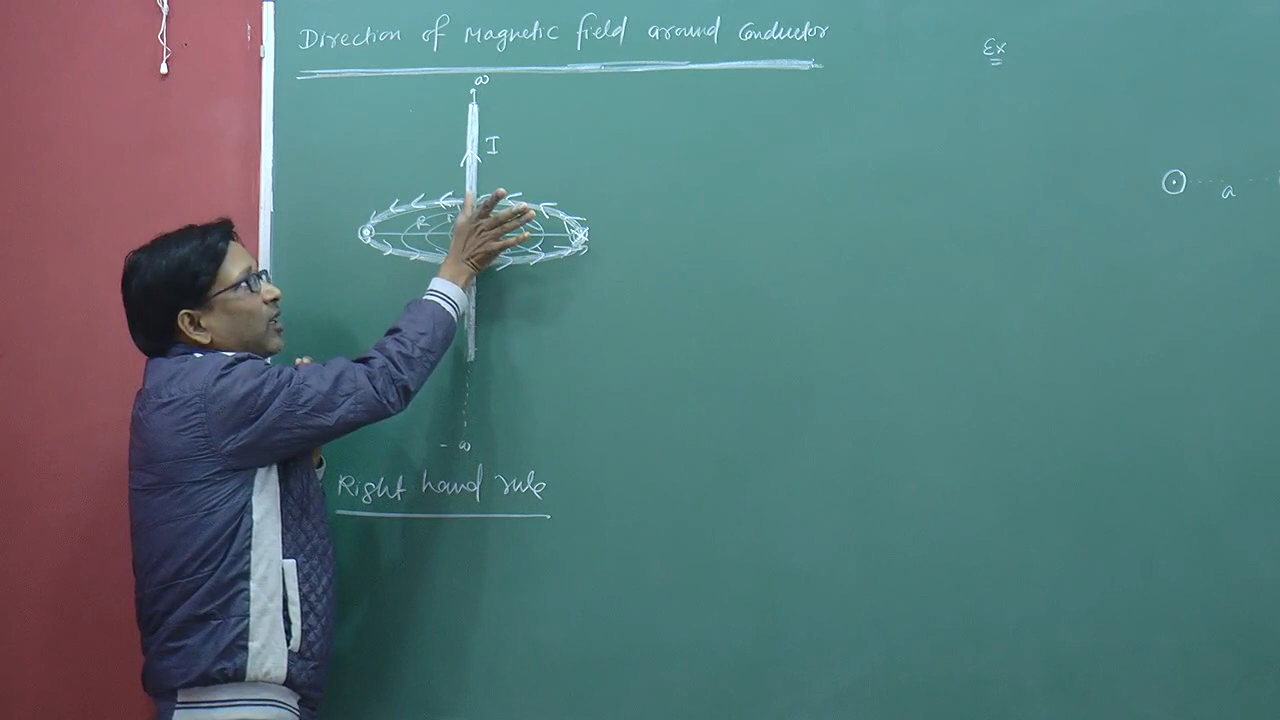 Direction of Magnetic field around Conductor
Ex
∞
I
R
a
- ∞
Right hand rule